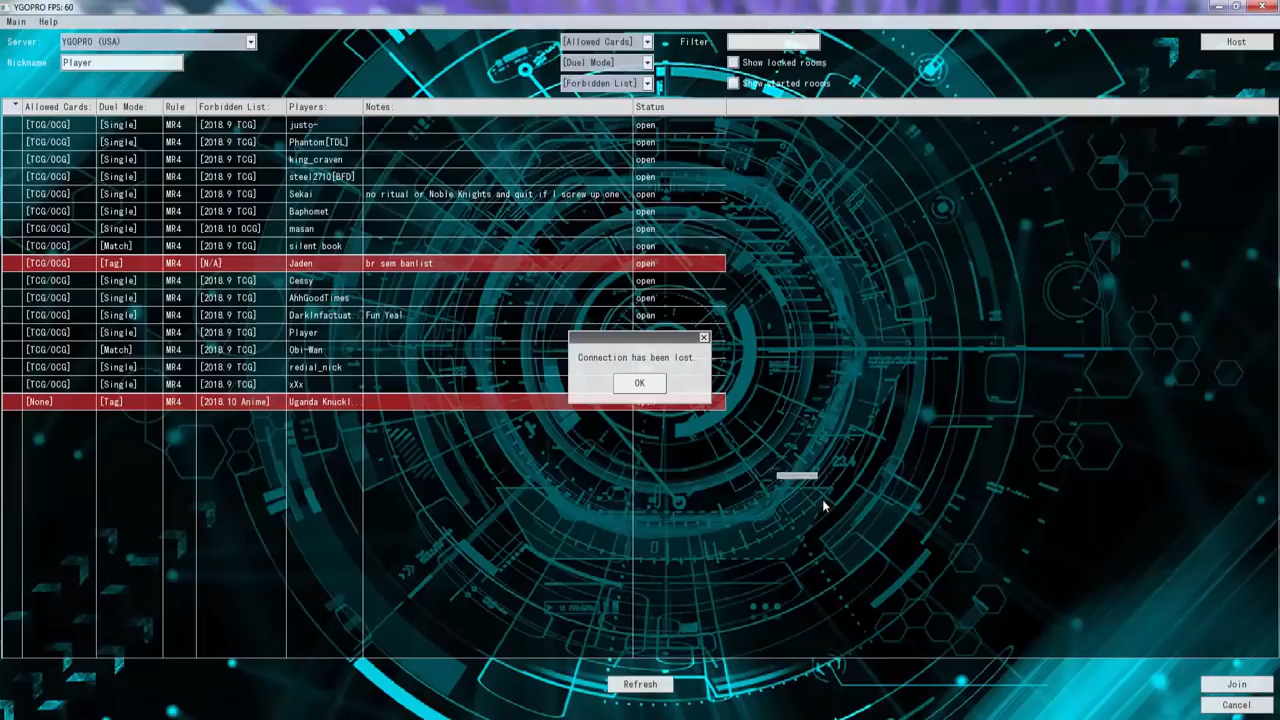 YGOPRO FPS: 60
Main Help
Server: YGOPRO (USA) [Allowed Cards] Filter Host
Nickname Player [Duel Mode] Show locked rooms
[Forbidden List] Show started rooms
Allowed Cards: Duel Mode: Rule Forbidden List: Players: Notes: Status
[TCG/OCG] [Single] MR4 [2018.9 TCG] justo- open
[TCG/OCG] [Single] MR4 [2018.9 TCG] Phantom[TDL] open
[TCG/OCG] [Single] MR4 [2018.9 TCG] king_craven open
[TCG/OCG] [Single] MR4 [2018.9 TCG] steel2710[BFD] open
[TCG/OCG] [Single] MR4 [2018.9 TCG] Sekai no ritual or Noble Knights and quit if I screw up one open
[TCG/OCG] [Single] MR4 [2018.9 TCG] Baphomet open
[TCG/OCG] [Single] MR4 [2018.10 OCG] masan open
[TCG/OCG] [Match] MR4 [2018.9 TCG] silent book open
[TCG/OCG] [Tag] MR4 [N/A] Jaden br sem banlist open
[TCG/OCG] [Single] MR4 [2018.9 TCG] Cessy open
[TCG/OCG] [Single] MR4 [2018.9 TCG] AhhGoodTimes open
[TCG/OCG] [Single] MR4 [2018.9 TCG] DarkInfactuat.. Fun Yeal open
[TCG/OCG] [Single] MR4 [2018.9 TCG] Player
[TCG/OCG] [Match] MR4 [2018.9 TCG] Obi-Wan
[TCG/OCG] [Single] MR4 [2018.9 TCG] redial_nick
[TCG/OCG] [Single] MR4 [2018.9 TCG] xXx
[None] [Tag] MR4 [2018.10 Anime] Uganda Knuckl...
Connection has been lost.
OK
23.4
Refresh Join
Cancel